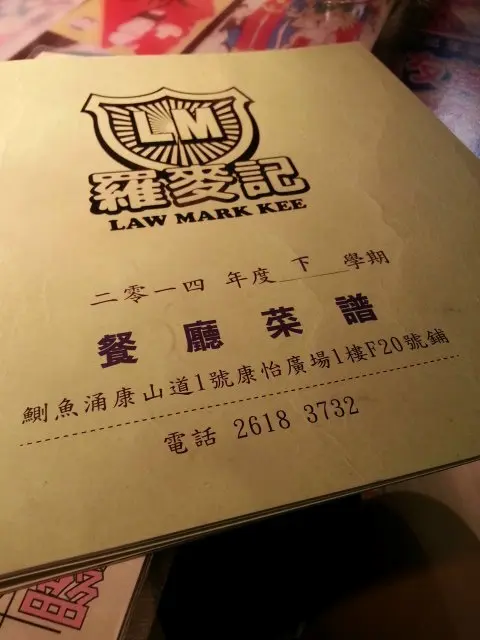 LM
羅麥記
LAW MARK KEE
二零一四 年度 下 學期
餐廳菜譜
鰂魚涌康山道1號康怡廣場1樓F20號鋪
電話 2618 3732